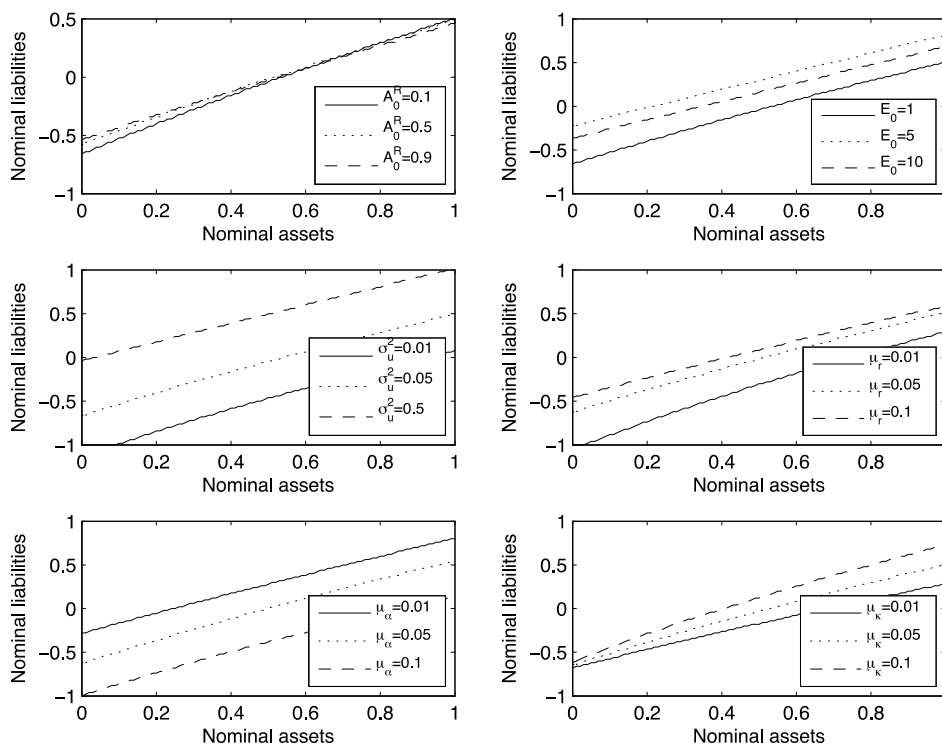 0.5
0
−0.5
−1
0
0.2
0.4
0.6
0.8
1
Nominal assets
Nominal liabilities
A_0^R=0.1
A_0^R=0.5
A_0^R=0.9
1
0.5
0
−0.5
−1
0
0.2
0.4
0.6
0.8
Nominal assets
Nominal liabilities
E_0=1
E_0=5
E_0=10
1
0.5
0
−0.5
−1
0
0.2
0.4
0.6
0.8
1
Nominal assets
Nominal liabilities
σ_u^2=0.01
σ_u^2=0.05
σ_u^2=0.5
1
0.5
0
−0.5
−1
0
0.2
0.4
0.6
0.8
Nominal assets
Nominal liabilities
μ_r=0.01
μ_r=0.05
μ_r=0.1
1
0.5
0
−0.5
−1
0
0.2
0.4
0.6
0.8
1
Nominal assets
Nominal liabilities
μ_α=0.01
μ_α=0.05
μ_α=0.1
1
0.5
0
−0.5
−1
0
0.2
0.4
0.6
0.8
Nominal assets
Nominal liabilities
μ_κ=0.01
μ_κ=0.05
μ_κ=0.1